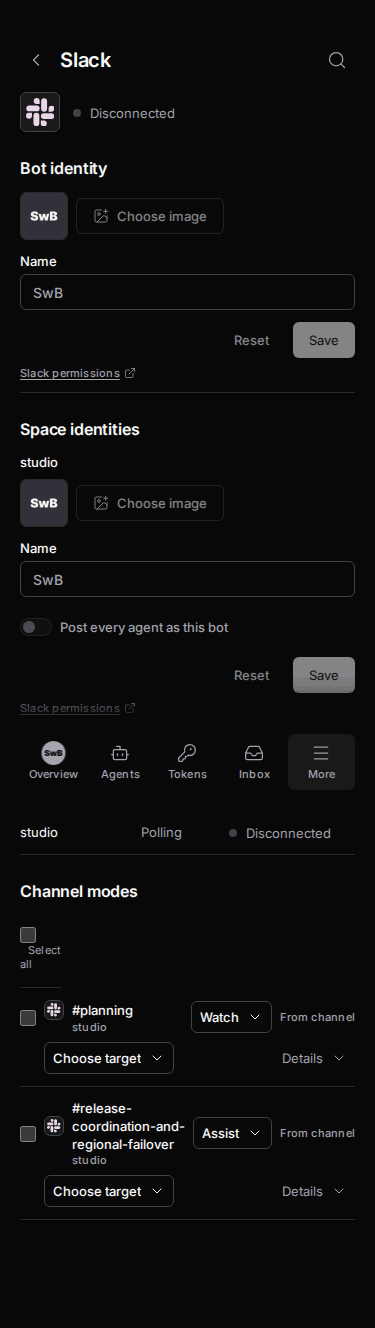 Slack
Disconnected
Bot identity
SwB
Choose image
Name
SwB
Reset
Save
Slack permissions
Space identities
studio
SwB
Choose image
Name
SwB
Post every agent as this bot
Reset
Save
Slack permissions
SwB
Overview
Agents
Tokens
Inbox
More
studio
Polling
Disconnected
Channel modes
Select
all
#planning
studio
Watch
From channel
Choose target
Details
#release-
coordination-and-
regional-failover
studio
Assist
From channel
Choose target
Details